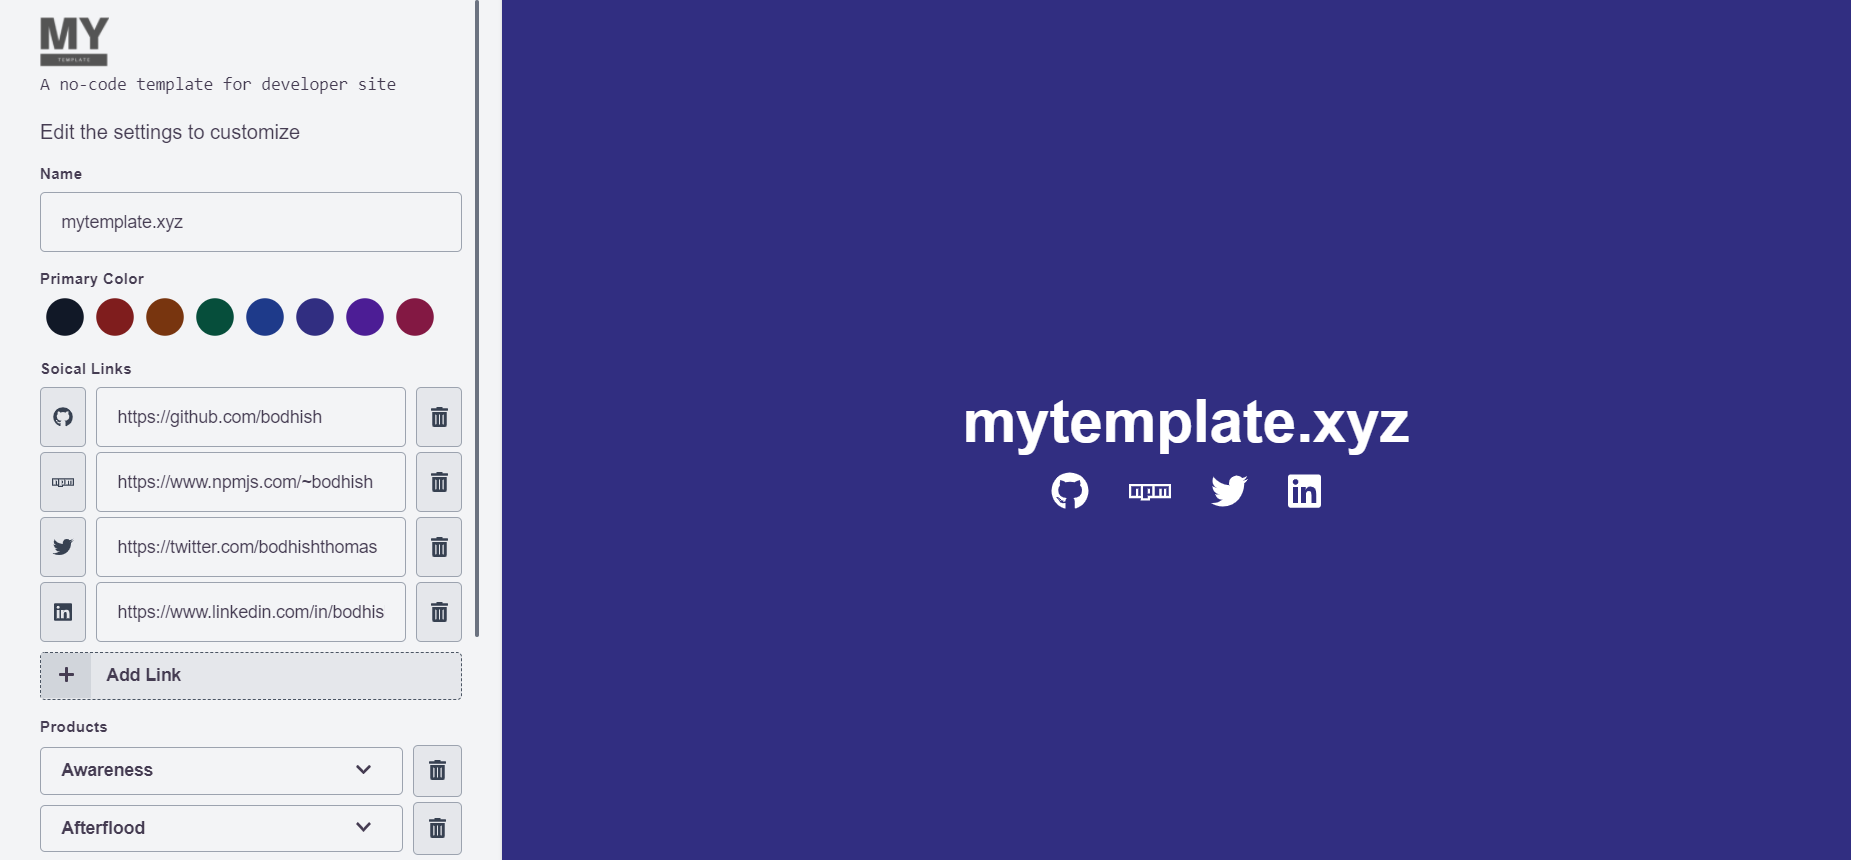 MY
TEMPLATE
A no-code template for developer site
Edit the settings to customize
Name
mytemplate.xyz
Primary Color
Soical Links
https://github.com/bodhish
npm
https://www.npmjs.com/~bodhish
https://twitter.com/bodhishthomas
in
https://www.linkedin.com/in/bodhis
+ Add Link
Products
Awareness
Afterflood
mytemplate.xyz
npm in